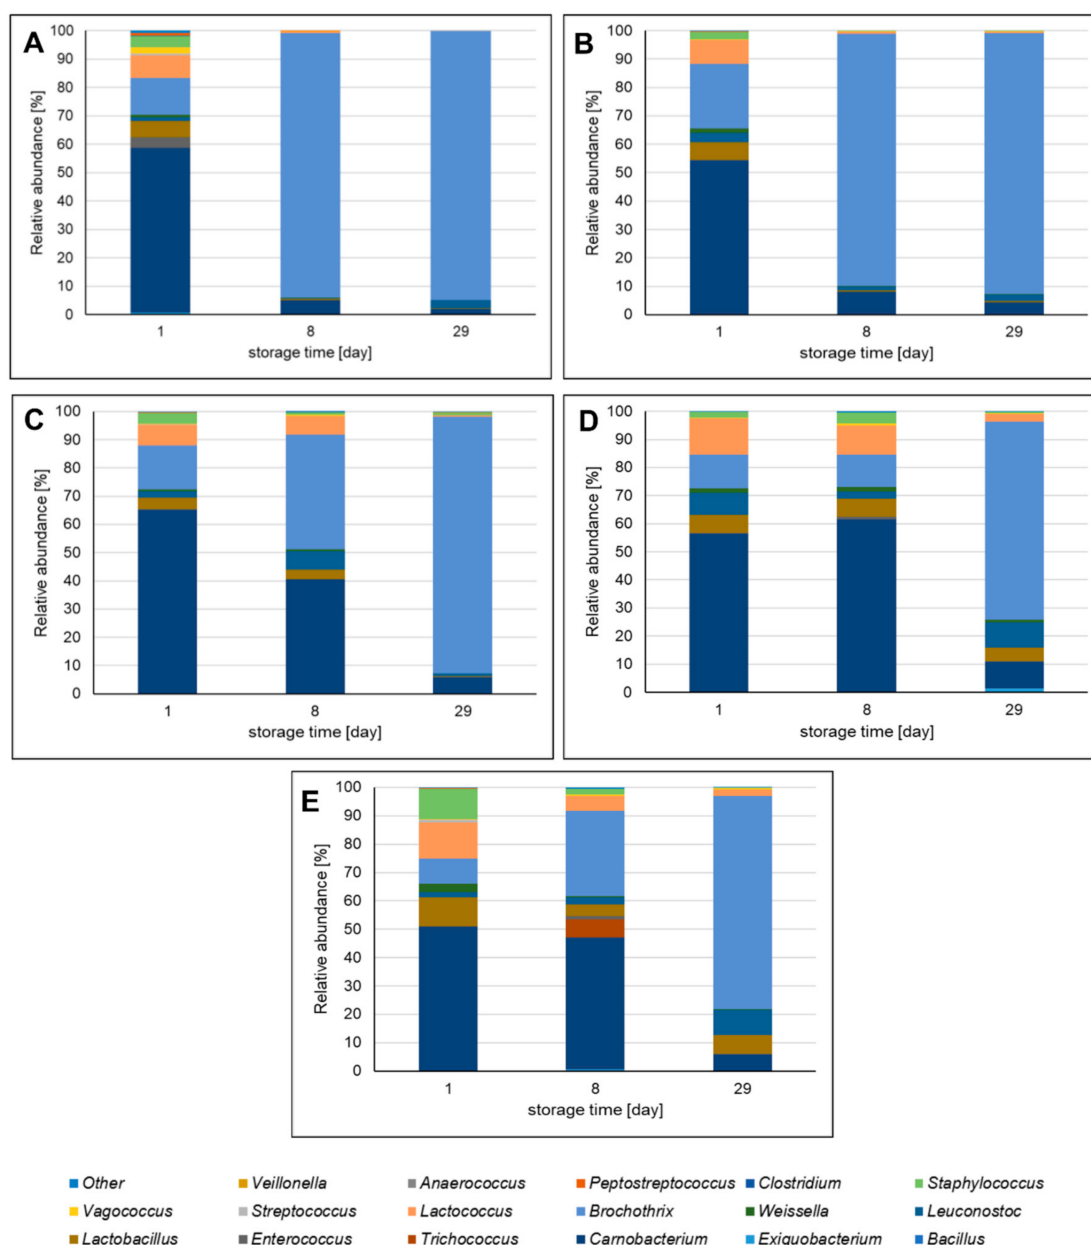 A
Relative abundance [%]
100
90
80
70
60
50
40
30
20
10
0
1 8 29
storage time [day]
B
Relative abundance [%]
100
90
80
70
60
50
40
30
20
10
0
1 8 29
storage time [day]
C
Relative abundance [%]
100
90
80
70
60
50
40
30
20
10
0
1 8 29
storage time [day]
D
Relative abundance [%]
100
90
80
70
60
50
40
30
20
10
0
1 8 29
storage time [day]
E
Relative abundance [%]
100
90
80
70
60
50
40
30
20
10
0
1 8 29
storage time [day]
Other Veillonella Anaerococcus Peptostreptococcus Clostridium Staphylococcus
Vagococcus Streptococcus Lactococcus Brochothrix Weissella Leuconostoc
Lactobacillus Enterococcus Trichococcus Carnobacterium Exiguobacterium Bacillus